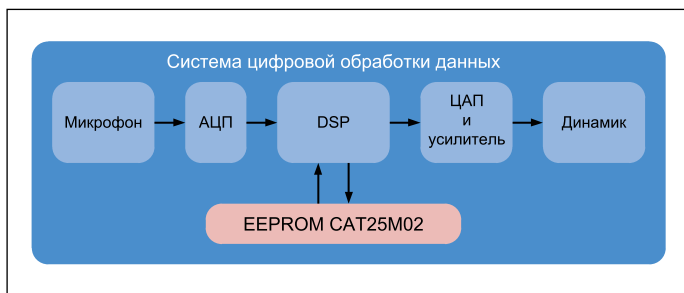 Система цифровой обработки данных
Микрофон
АЦП
DSP
ЦАП
и
усилитель
Динамик
EEPROM CAT25M02